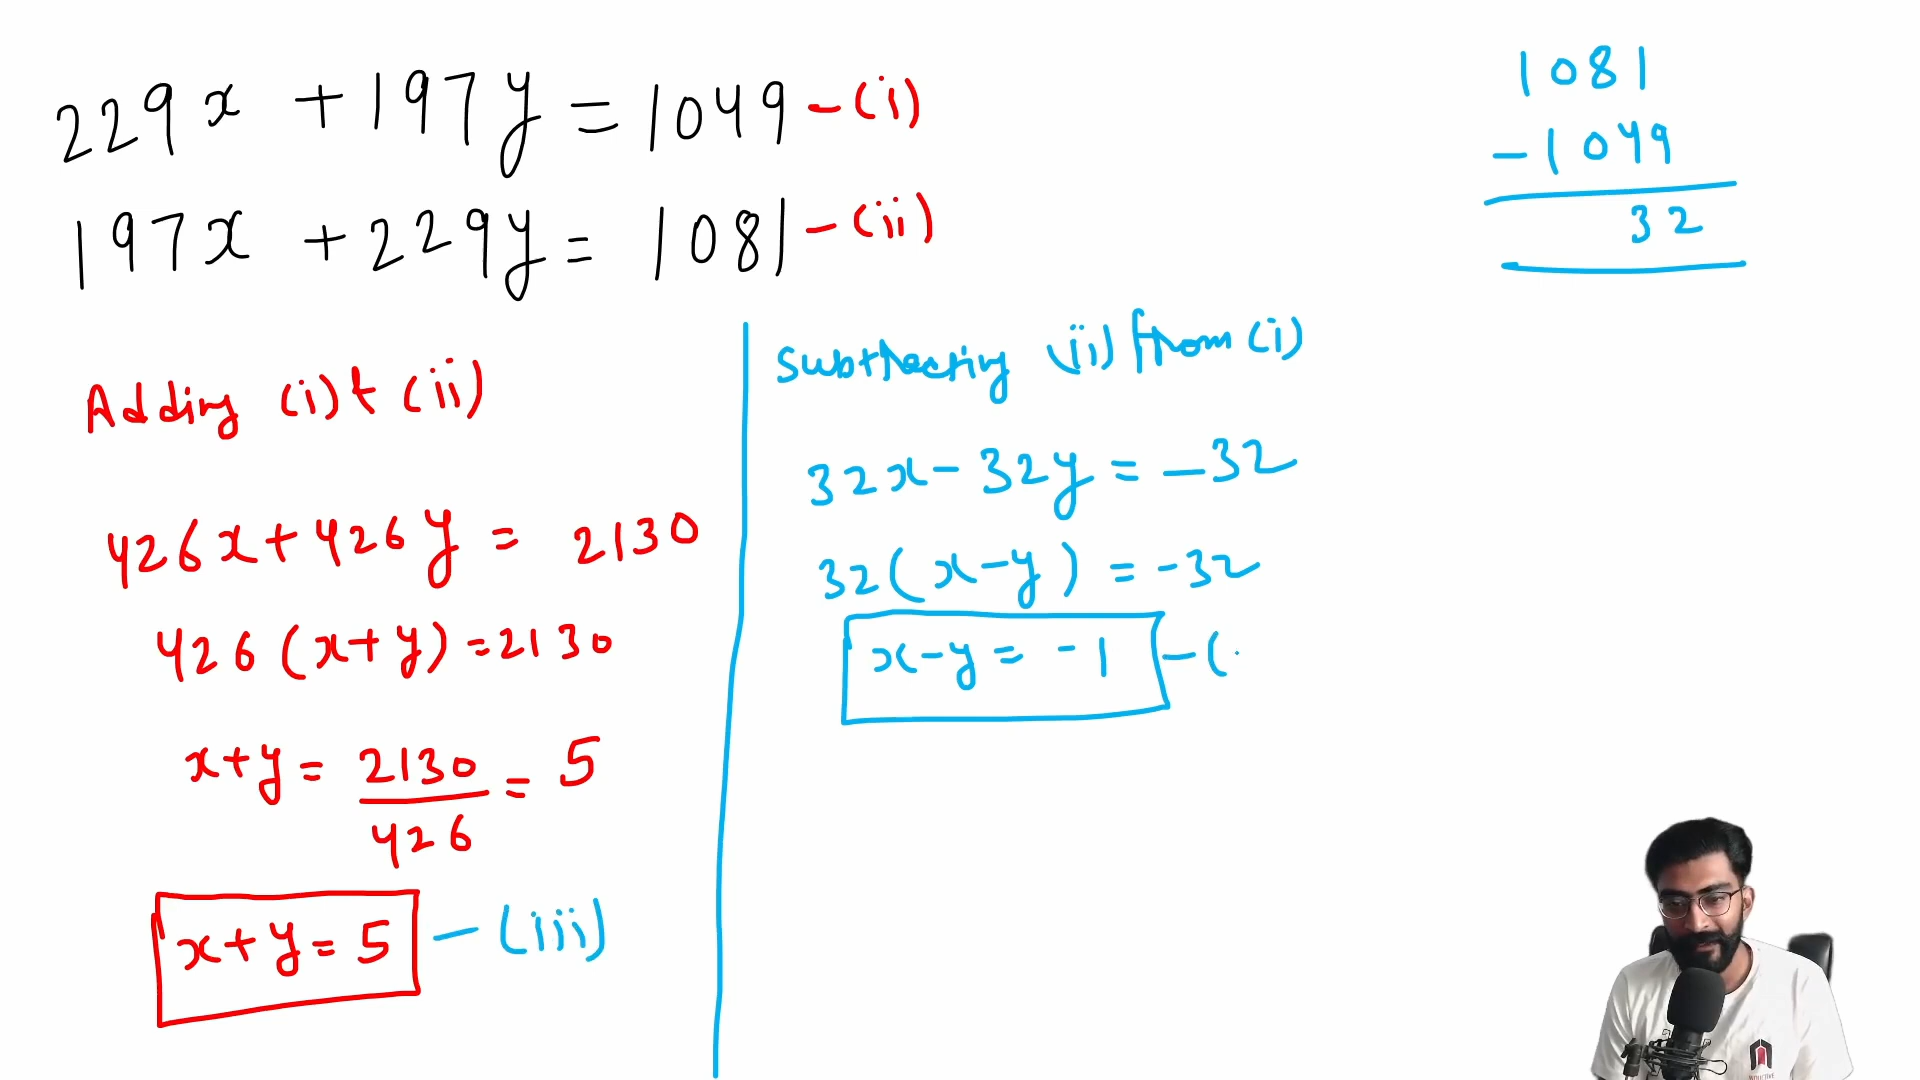 229x + 197y = 1049 - (i)
197x + 229y = 1081 - (ii)
Adding (i) + (ii)
426x + 426y = 2130
426 (x + y) = 2130
x + y = 2130/426 = 5
x + y = 5 - (iii)
Subtracting (ii) from (i)
32x - 32y = -32
32 (x - y) = -32
x - y = -1 - (
1081
- 1049
32